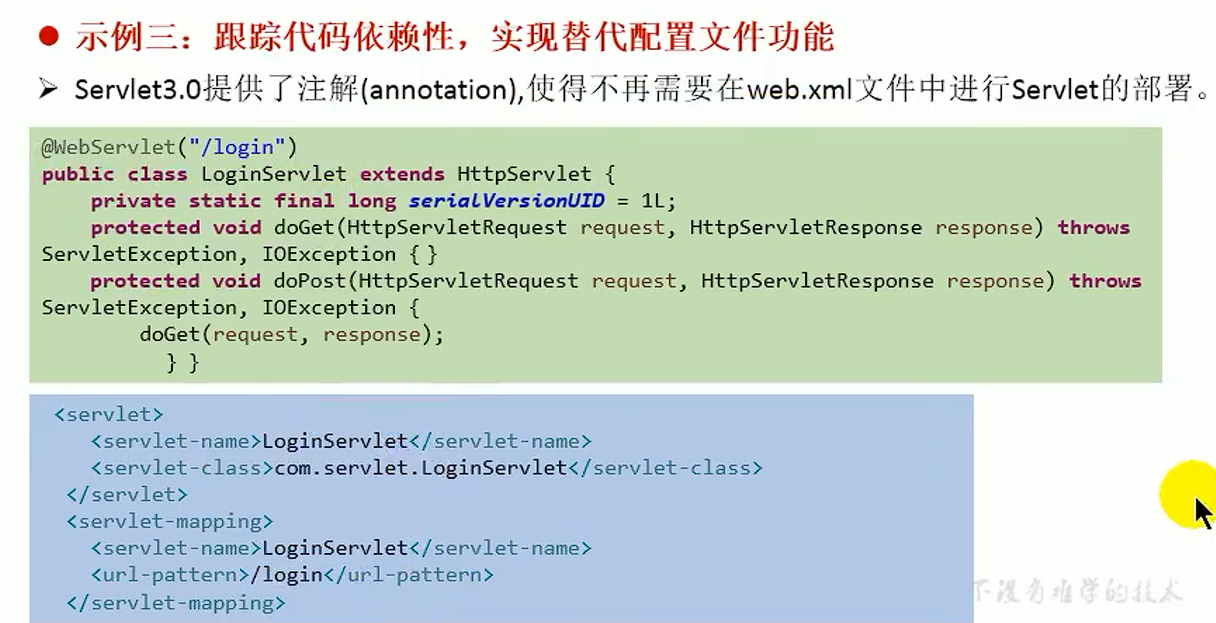 ● 示例三：跟踪代码依赖性，实现替代配置文件功能
➢ Servlet3.0提供了注解(annotation),使得不再需要在web.xml文件中进行Servlet的部署。
@WebServlet("/login")
public class LoginServlet extends HttpServlet {
    private static final long serialVersionUID = 1L;
    protected void doGet(HttpServletRequest request, HttpServletResponse response) throws
ServletException, IOException { }
    protected void doPost(HttpServletRequest request, HttpServletResponse response) throws
ServletException, IOException {
        doGet(request, response);
          } }
<servlet>
   <servlet-name>LoginServlet</servlet-name>
   <servlet-class>com.servlet.LoginServlet</servlet-class>
 </servlet>
 <servlet-mapping>
   <servlet-name>LoginServlet</servlet-name>
   <url-pattern>/login</url-pattern>
 </servlet-mapping>
下没有难学的技术